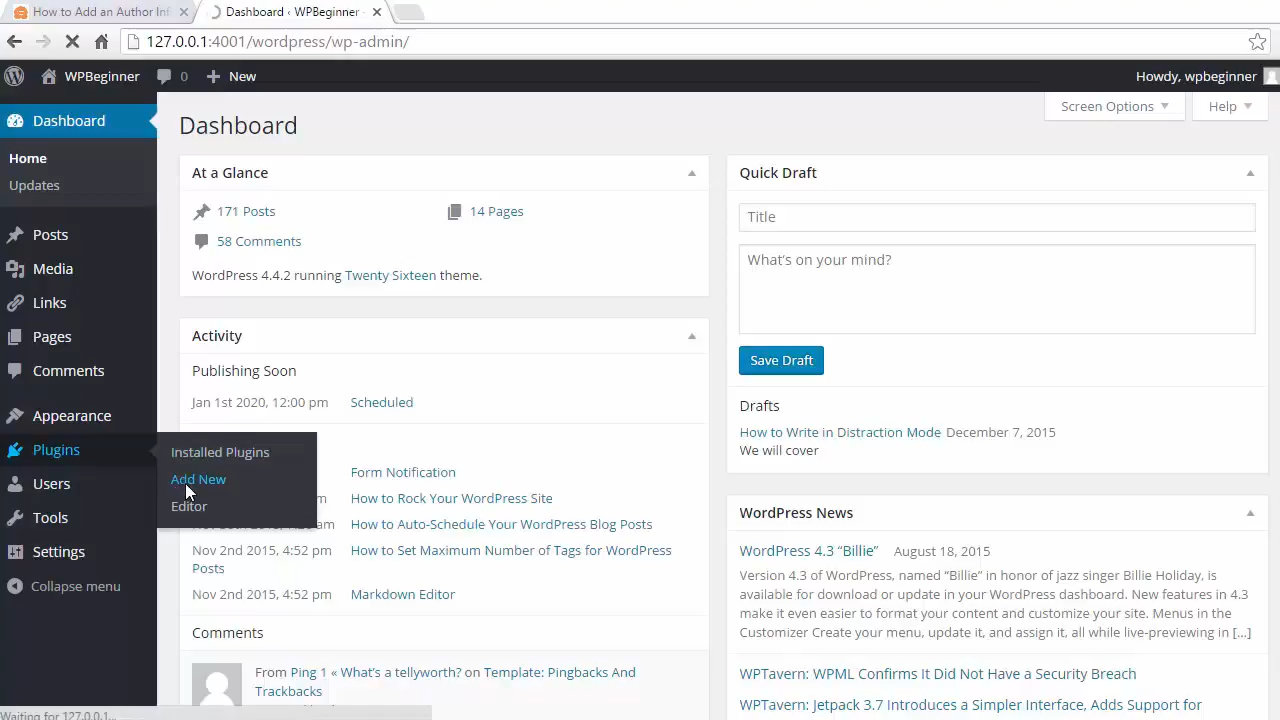 How to Add an Author Inf
Dashboard ‹ WPBeginner
127.0.0.1:4001/wordpress/wp-admin/
WPBeginner 0 New Howdy, wpbeginner
Dashboard
Home
Updates
Posts
Media
Links
Pages
Comments
Appearance
Plugins
Users
Tools
Settings
Collapse menu
Installed Plugins
Add New
Editor
Screen Options Help
Dashboard
At a Glance
171 Posts 14 Pages
58 Comments
WordPress 4.4.2 running Twenty Sixteen theme.
Activity
Publishing Soon
Jan 1st 2020, 12:00 pm Scheduled
Form Notification
How to Rock Your WordPress Site
How to Auto-Schedule Your WordPress Blog Posts
Nov 2nd 2015, 4:52 pm How to Set Maximum Number of Tags for WordPress
Posts
Nov 2nd 2015, 4:52 pm Markdown Editor
Comments
From Ping 1 « What's a tellyworth? on Template: Pingbacks And
Trackbacks
Quick Draft
Title
What's on your mind?
Save Draft
Drafts
How to Write in Distraction Mode December 7, 2015
We will cover
WordPress News
WordPress 4.3 “Billie” August 18, 2015
Version 4.3 of WordPress, named “Billie” in honor of jazz singer Billie Holiday, is
available for download or update in your WordPress dashboard. New features in 4.3
make it even easier to format your content and customize your site. Menus in the
Customizer Create your menu, update it, and assign it, all while live-previewing in […]
WPTavern: WPML Confirms It Did Not Have a Security Breach
WPTavern: Jetpack 3.7 Introduces a Simpler Interface, Adds Support for
Waiting for 127.0.0.1...